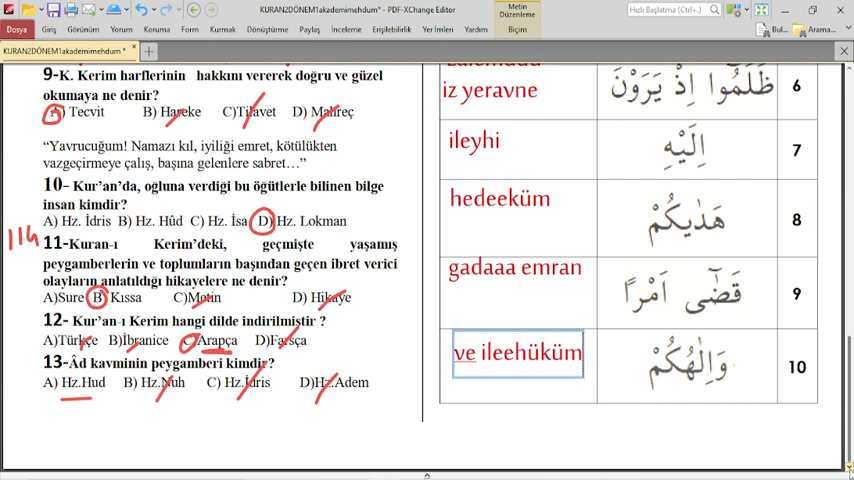 Metin
Düzenleme
Hızlı Başlatma (Ctrl+.)
Dosya
Giriş
Görünüm
Yorum
Düzenle
Form
Korumak
Dönüştürme
Paylaş
İnceleme
Erişilebilirlik
Yer İmleri
Yardım
Biçim
Bul...
Arama...
KURAN2DÖNEM1akademimehdum *
9-K. Kerim harflerinin hakkını vererek doğru ve güzel
okumaya ne denir?
A) Tecvit B) Hareke C)Tilavet D) Mahreç
“Yavrucuğum! Namazı kıl, iyiliği emret, kötülükten
vazgeçirmeye çalış, başına gelenlere sabret…”
10- Kur’an’da, oğluna verdiği bu öğütlerle bilinen bilge
insan kimdir?
A) Hz. İdris B) Hz. Hûd C) Hz. İsa D) Hz. Lokman
114
11-Kuran-ı Kerim’deki, geçmişte yaşamış
peygamberlerin ve toplumların başından geçen ibret verici
olayların anlatıldığı hikayelere ne denir?
A)Sure B) Kıssa C)Metin D) Hikaye
12- Kur’an-ı Kerim hangi dilde indirilmiştir ?
A)Türkçe B)İbranice C)Arapça D)Farsça
13-Âd kavminin peygamberi kimdir?
A) Hz.Hud B) Hz.Nuh C) Hz.İdris D)Hz.Adem
iz yeravne
ظَلَمُٓوا اِذْ يَرَوْنَ
6
ileyhi
اِلَيْهِ
7
hedeeküm
هَدٰيكُمْ
8
gadaaa emran
قَضٰٓى اَمْرًا
9
ve ileehüküm
وَاِلٰهُكُمْ
10